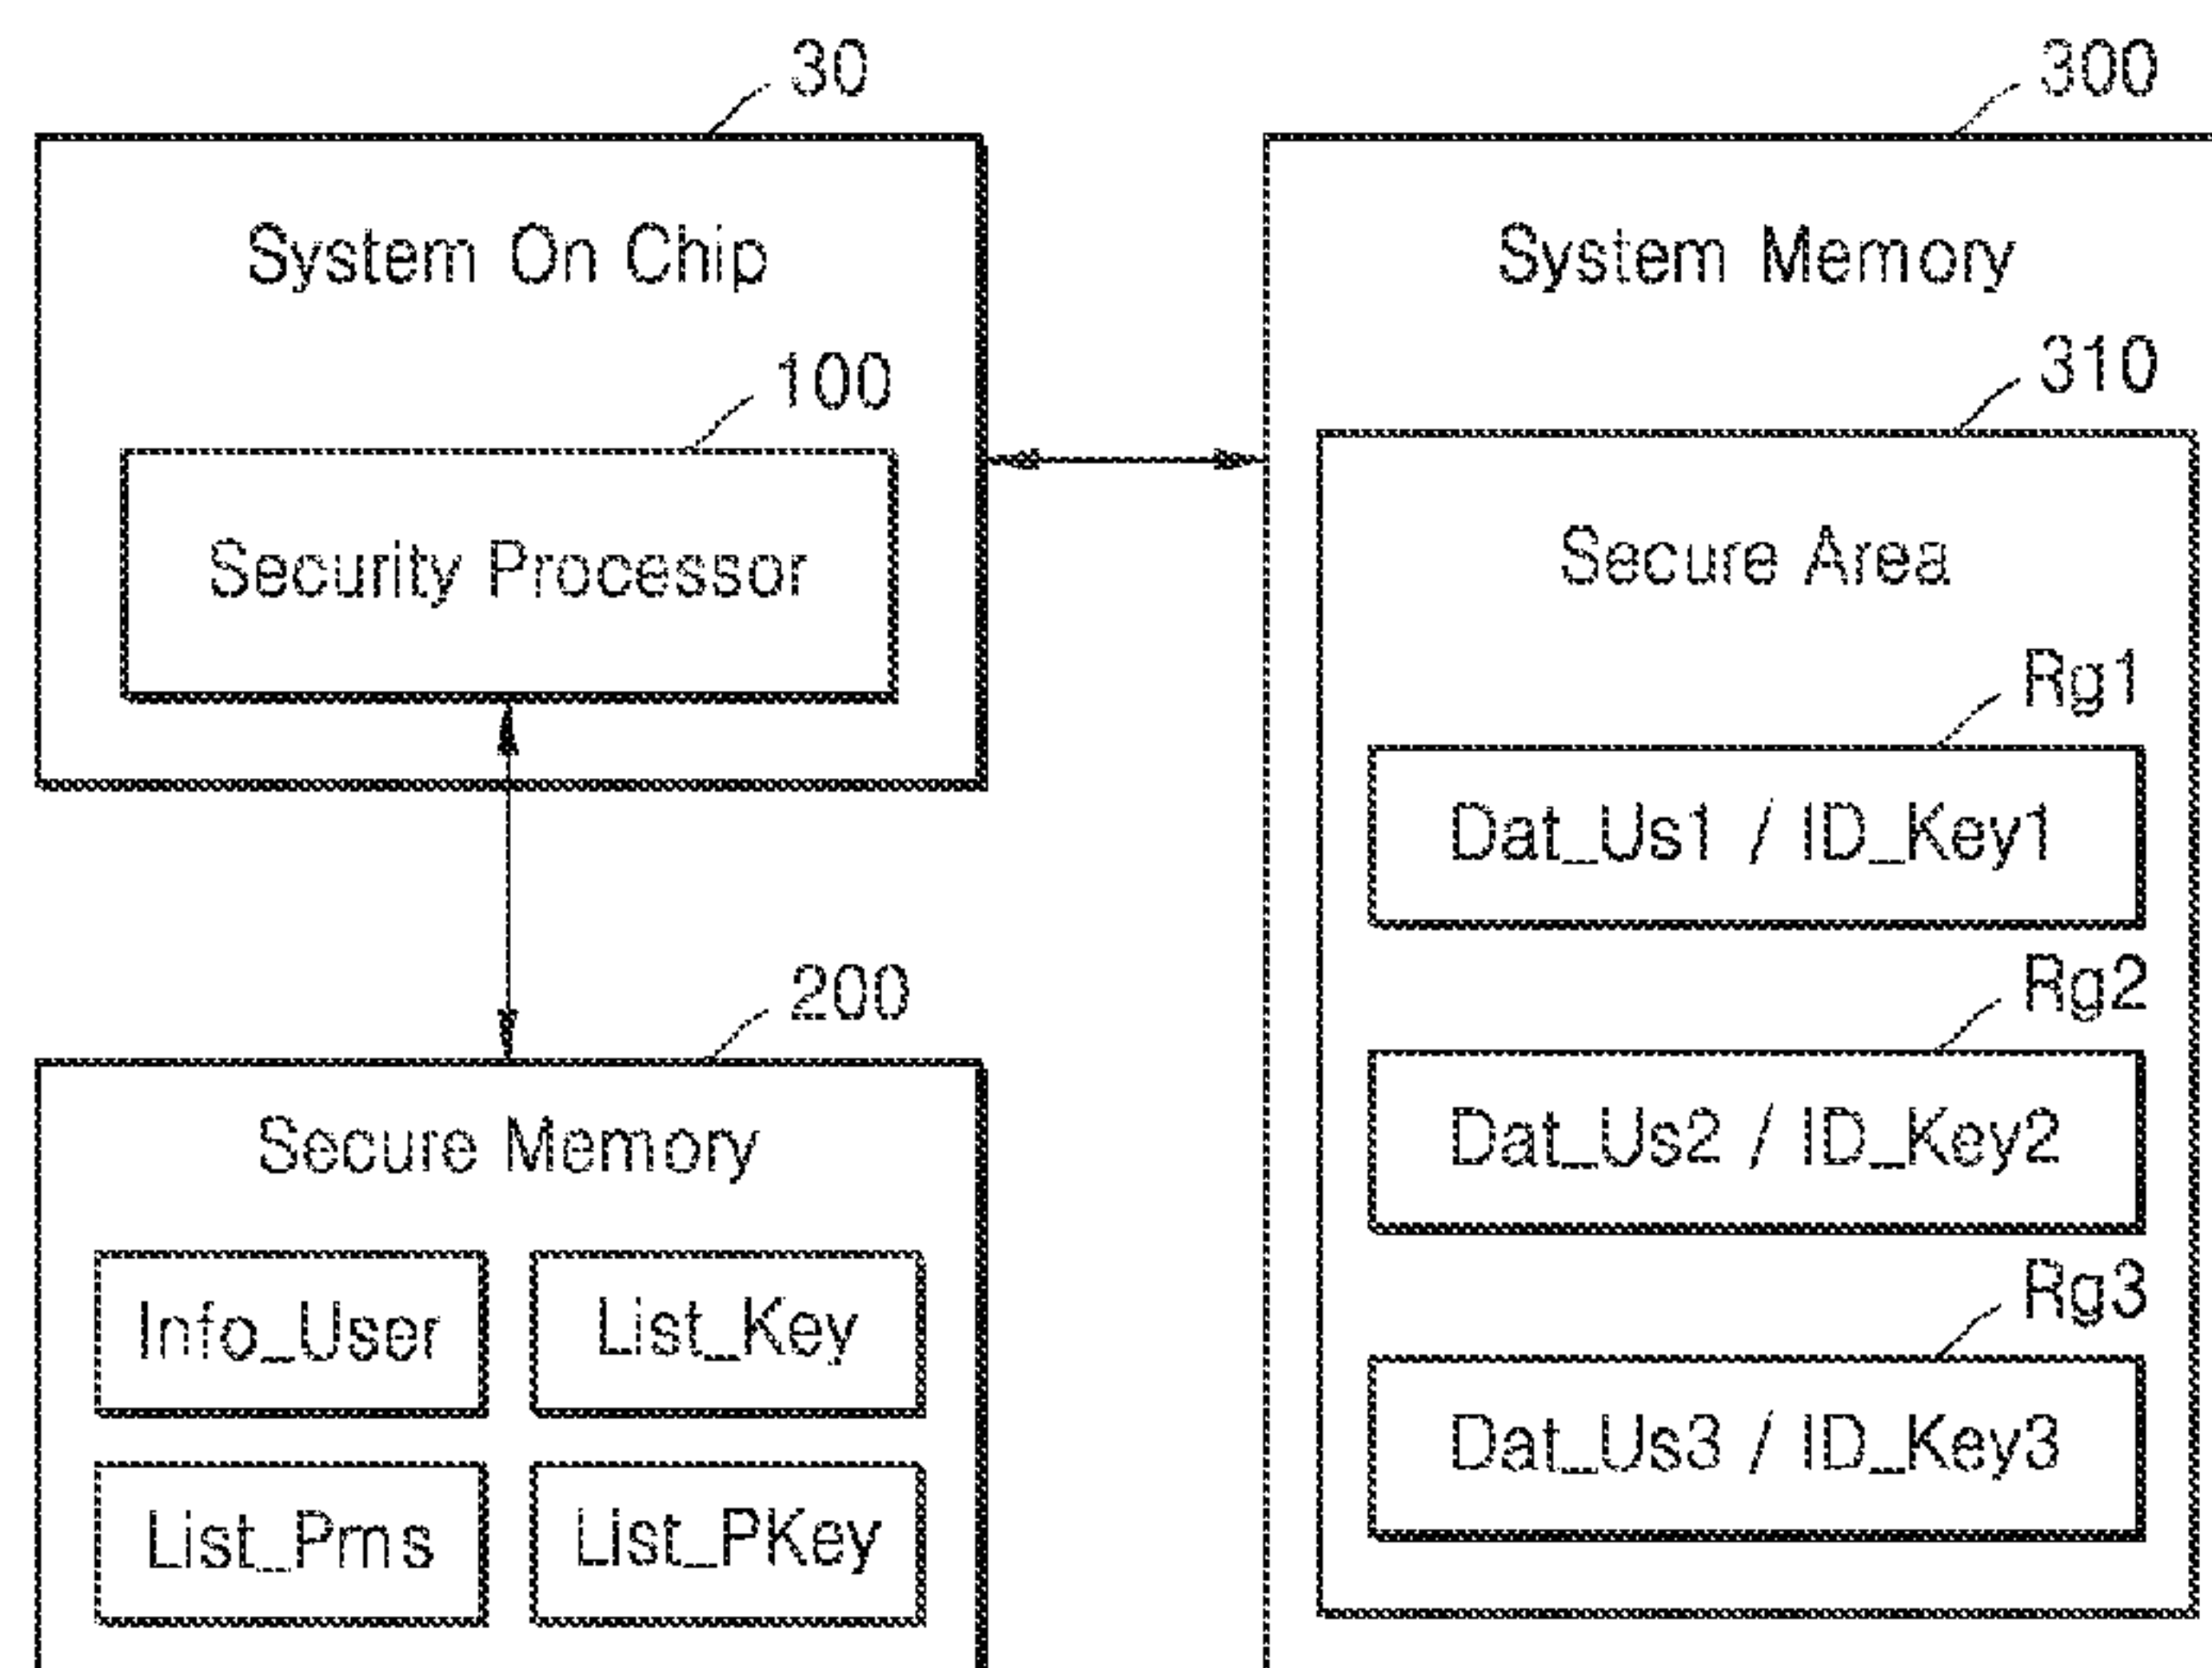 30
System On Chip
100
Security Processor
200
Secure Memory
Info_User
List_Key
List_Pms
List_PKey
300
System Memory
310
Secure Area
Rg1
Dat_Us1 / ID_Key1
Rg2
Dat_Us2 / ID_Key2
Rg3
Dat_Us3 / ID_Key3